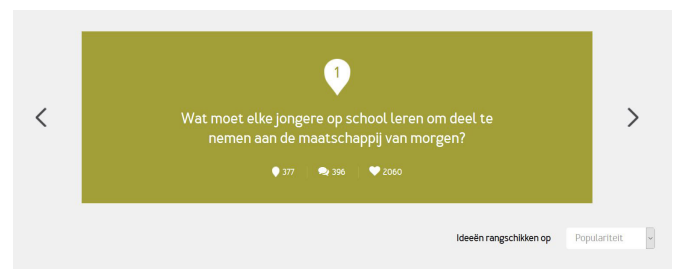 1
Wat moet elke jongere op school leren om deel te
nemen aan de maatschappij van morgen?
377 396 2060
Ideeën rangschikken op Populariteit